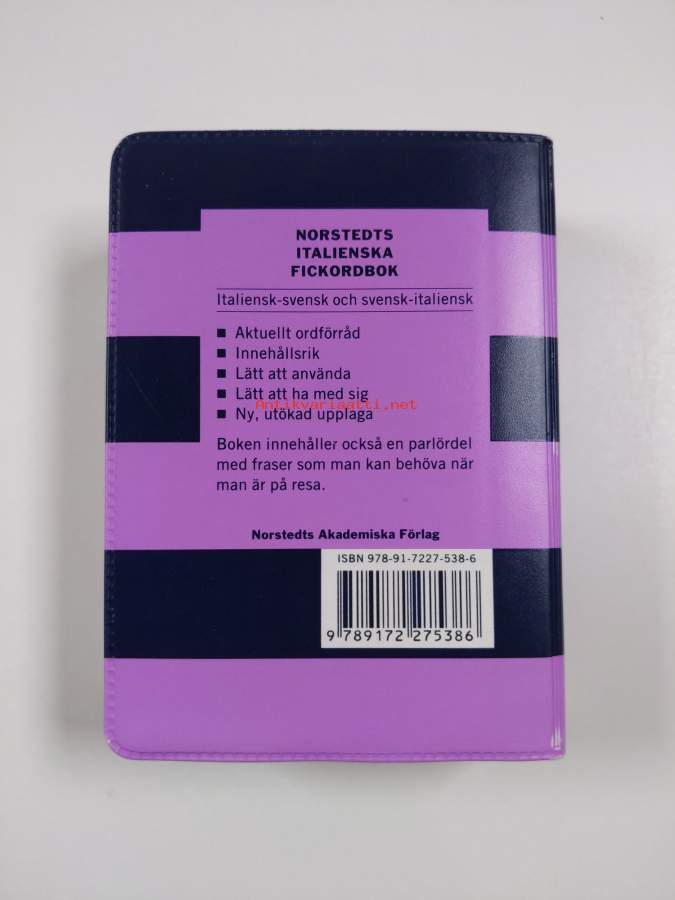 NORSTEDTS
ITALIENSKA
FICKORDBOK
Italiensk-svensk och svensk-italiensk
■ Aktuellt ordförråd
■ Innehållsrik
■ Lätt att använda
■ Lätt att ha med sig
Antikvariaatti.net
■ Ny, utökad upplaga
Boken innehåller också en parlördel
med fraser som man kan behöva när
man är på resa.
Norstedts Akademiska Förlag
ISBN 978-91-7227-538-6
9 789172 275386